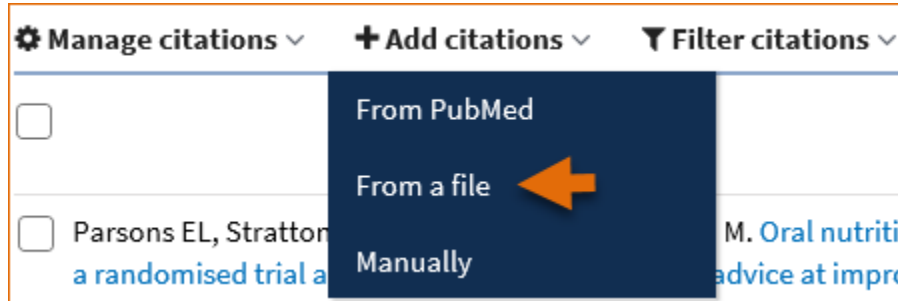 Manage citations
Add citations
Filter citations
From PubMed
From a file
Manually
Parsons EL, Stratton
M. Oral nutriti
a randomised trial a
advice at impro